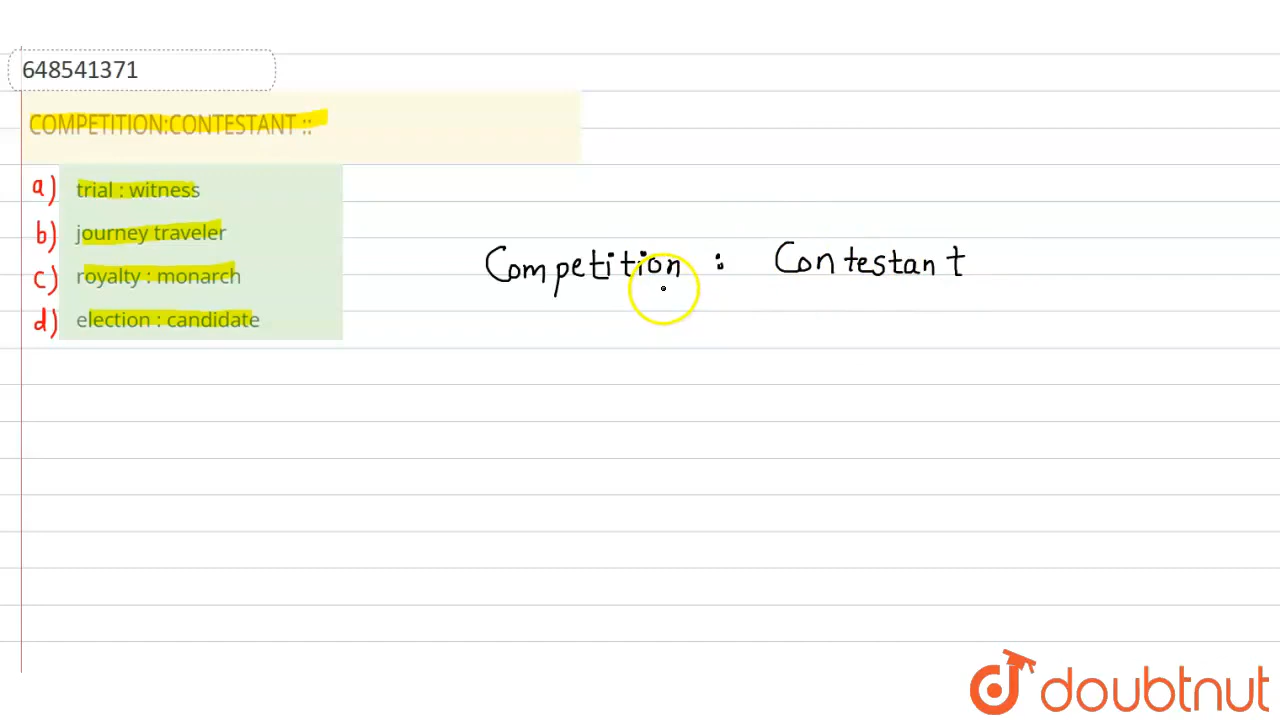 648541371
COMPETITION:CONTESTANT ::
a) trial : witness
b) journey traveler
c) royalty : monarch
d) election : candidate
Competition : Contestant
doubtnut